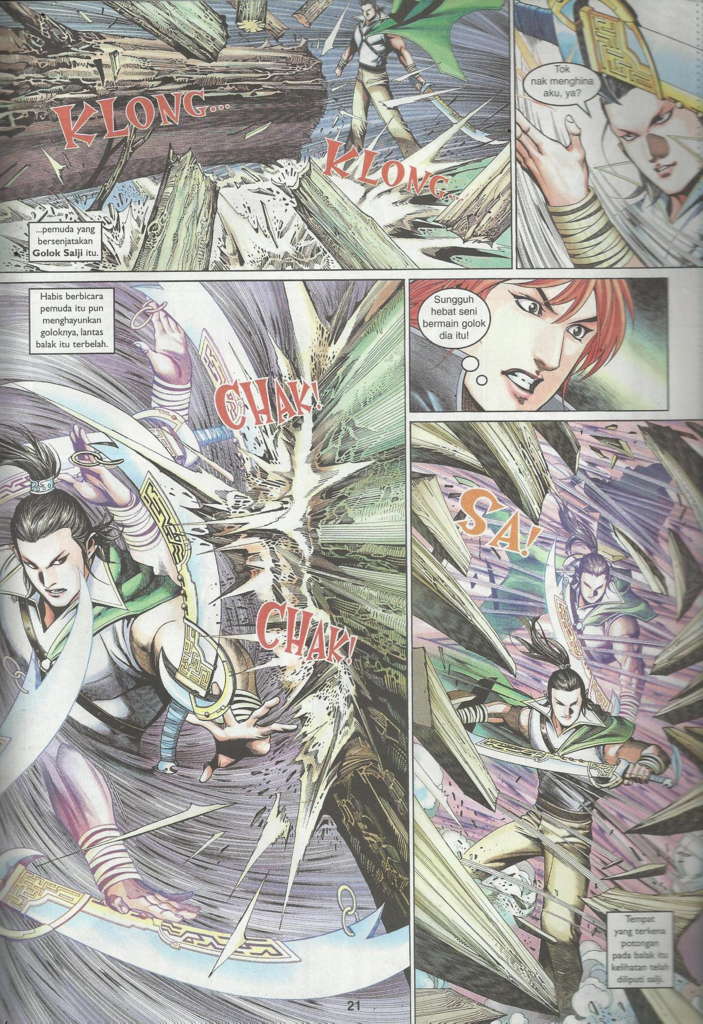 KLONG...
KLONG...
...pemuda yang
bersenjatakan
Golok Salji itu.
Tok
nak menghina
aku, ya?
Habis berbicara
pemuda itu pun
menghayunkan
goloknya, lantas
balak itu terbelah.
CHAK!
CHAK!
Sungguh
hebat seni
bermain golok
dia itu!
SA!
Tempat
yang terkena
potongan
pada balak itu
kelihatan telah
diliputi salji.
21